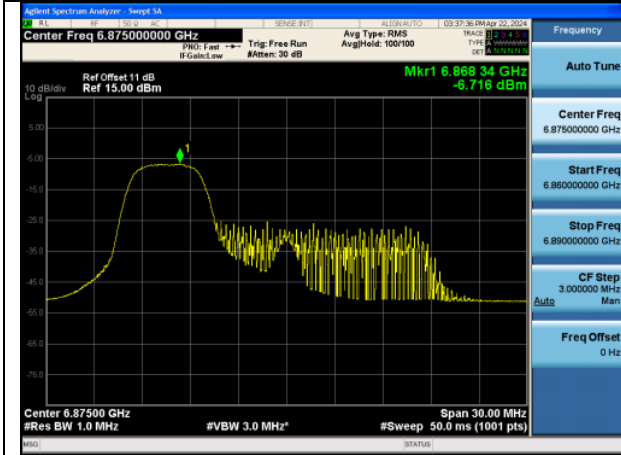 Agilent Spectrum Analyzer - Swept SA
RL RF 50 Ω AC SENSE:INT ALIGN AUTO 03:37:36 PM Apr 22, 2024
Center Freq 6.875000000 GHz
PNO: Fast
IFGain:Low
Trig: Free Run
#Atten: 30 dB
Avg Type: RMS
Avg|Hold: 100/100
TRACE 1 2 3 4 5 6
TYPE A
DET A N N N N N
Frequency
Ref Offset 11 dB
10 dB/div Ref 15.00 dBm
Log
Mkr1 6.868 34 GHz
-6.716 dBm
5.00
-5.00
-15.0
-25.0
-35.0
-45.0
-55.0
-65.0
-75.0
1
Center 6.87500 GHz
#Res BW 1.0 MHz
#VBW 3.0 MHz*
Span 30.00 MHz
#Sweep 50.0 ms (1001 pts)
MSG
STATUS
Auto Tune
Center Freq
6.875000000 GHz
Start Freq
6.860000000 GHz
Stop Freq
6.890000000 GHz
CF Step
3.000000 MHz
Auto Man
Freq Offset
0 Hz